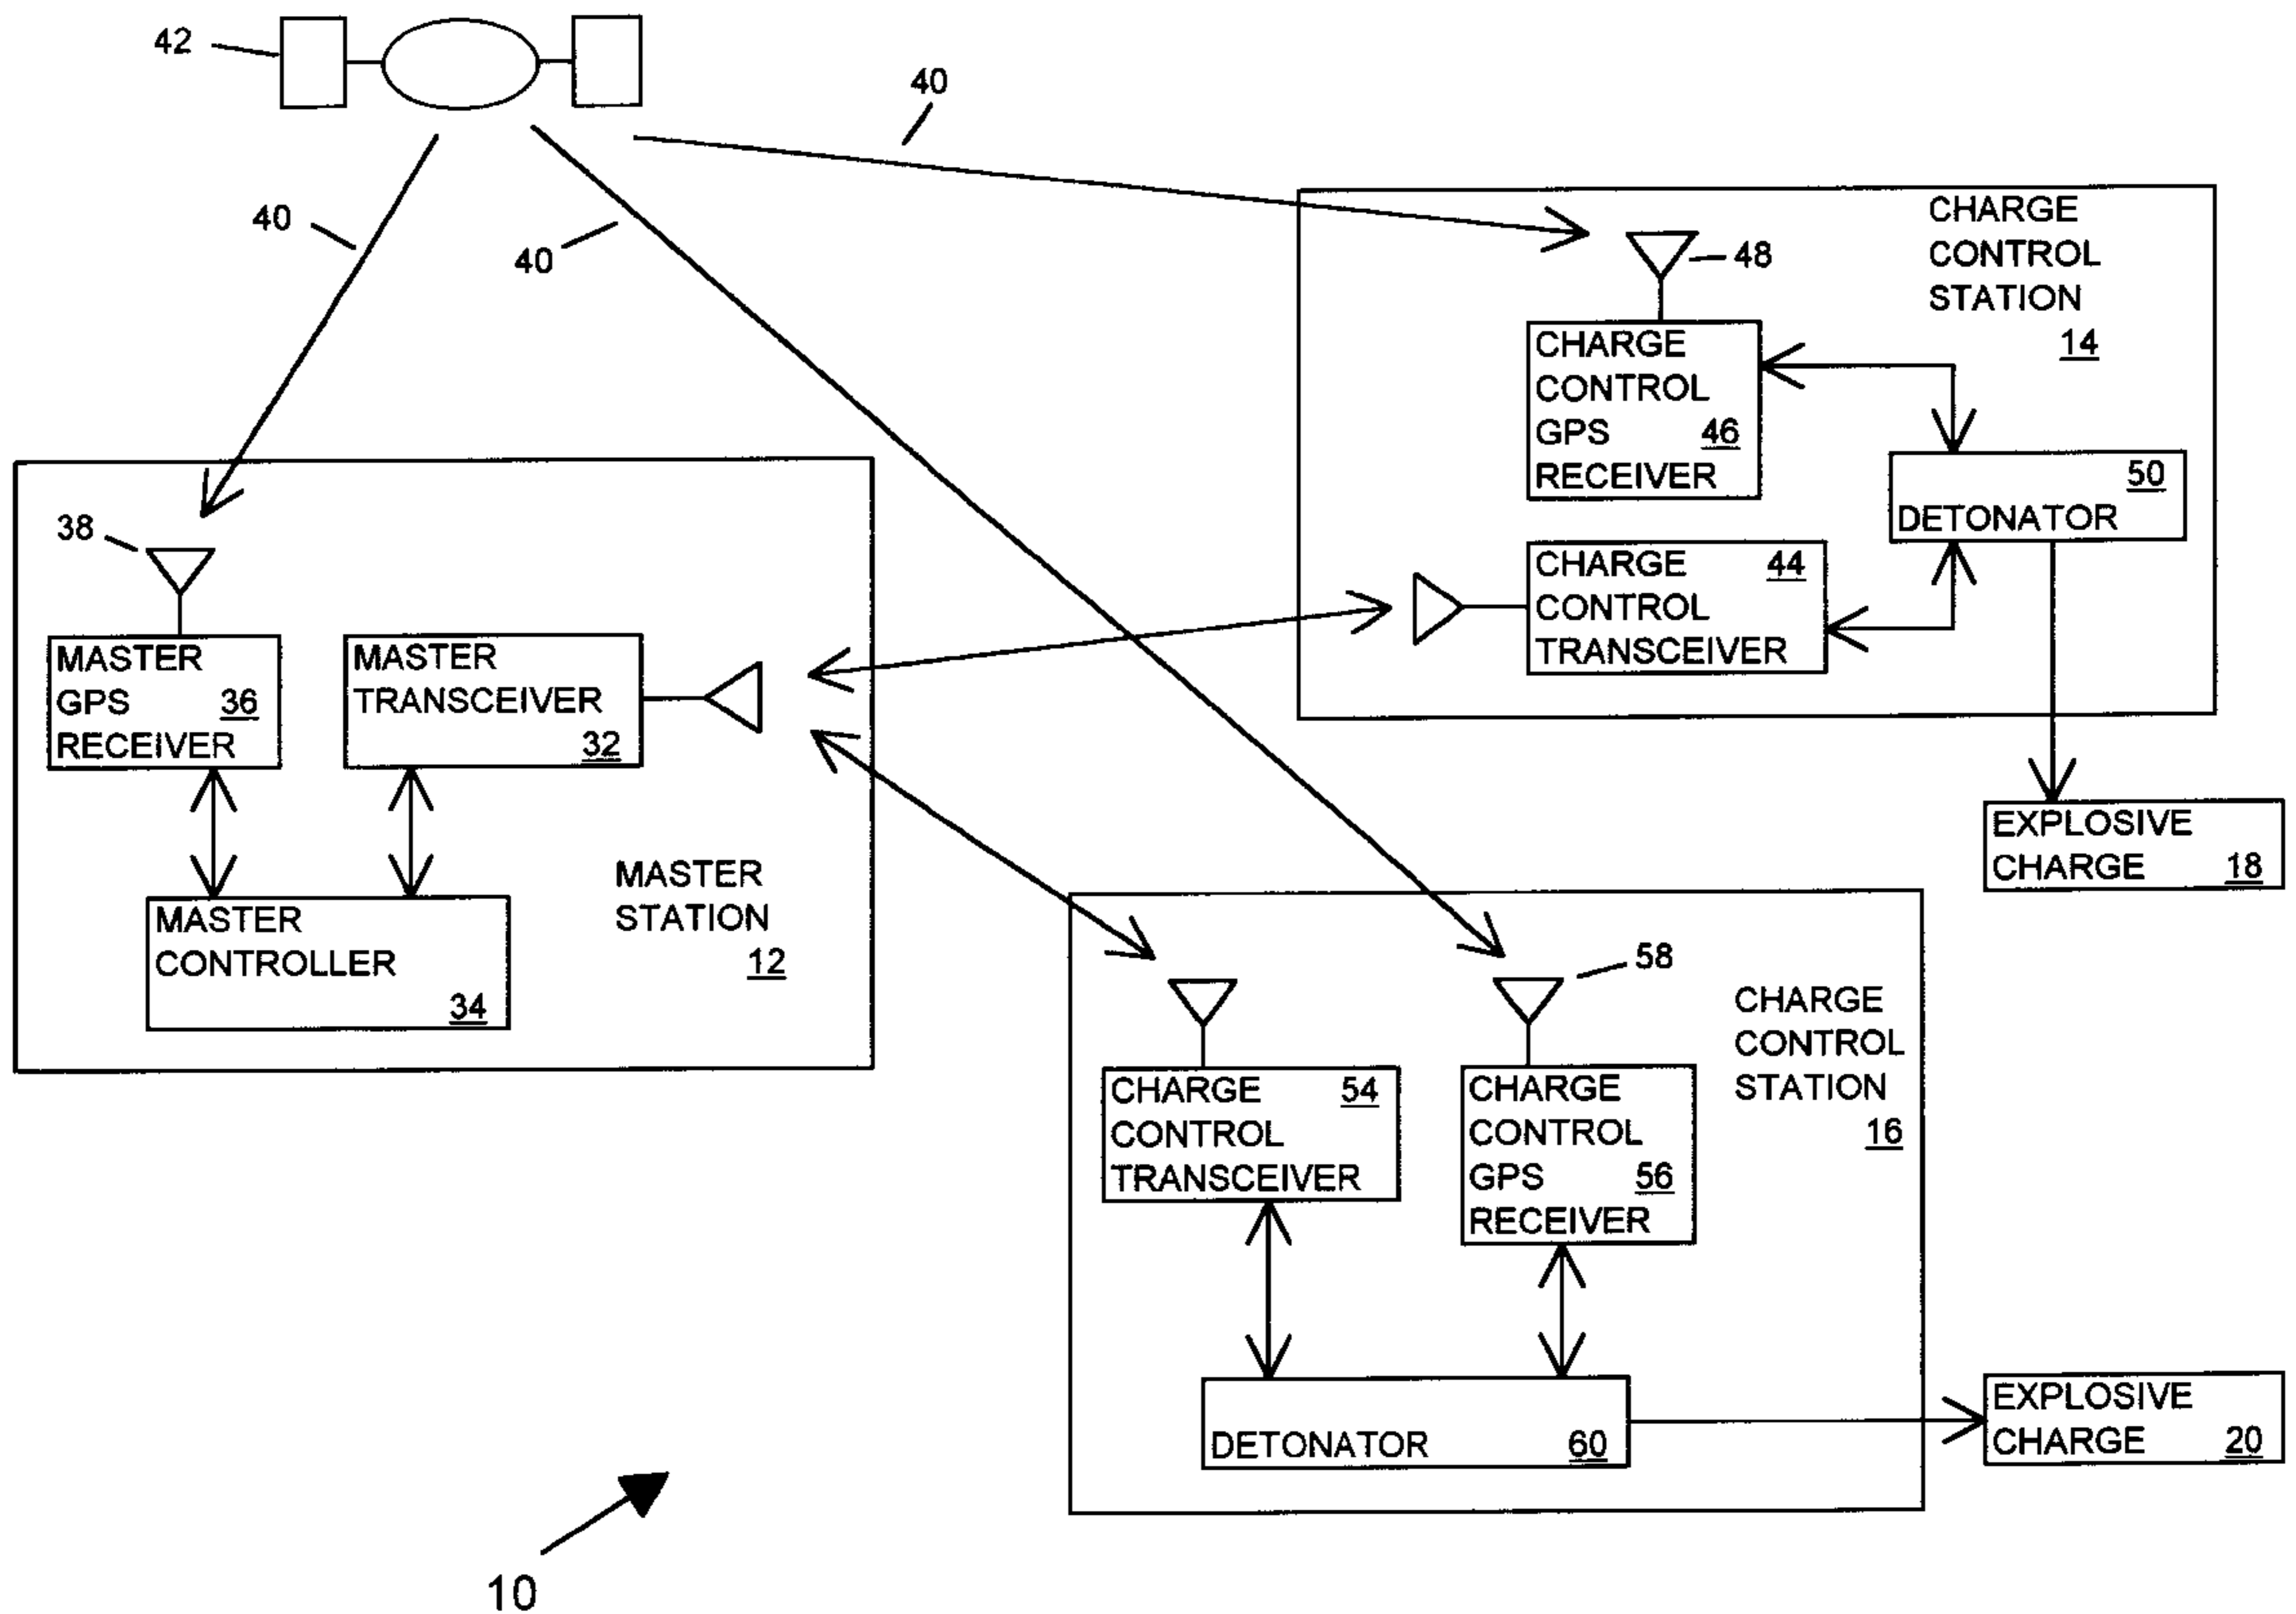 42
40
40
40
CHARGE
CONTROL
STATION
14
48
CHARGE
CONTROL
GPS 46
RECEIVER
50
DETONATOR
CHARGE 44
CONTROL
TRANSCEIVER
EXPLOSIVE
CHARGE 18
38
MASTER
GPS 36
RECEIVER
MASTER
TRANSCEIVER
32
MASTER
CONTROLLER
34
MASTER
STATION
12
58
CHARGE
CONTROL
STATION
16
CHARGE 54
CONTROL
TRANSCEIVER
CHARGE
CONTROL
GPS 56
RECEIVER
DETONATOR 60
EXPLOSIVE
CHARGE 20
10